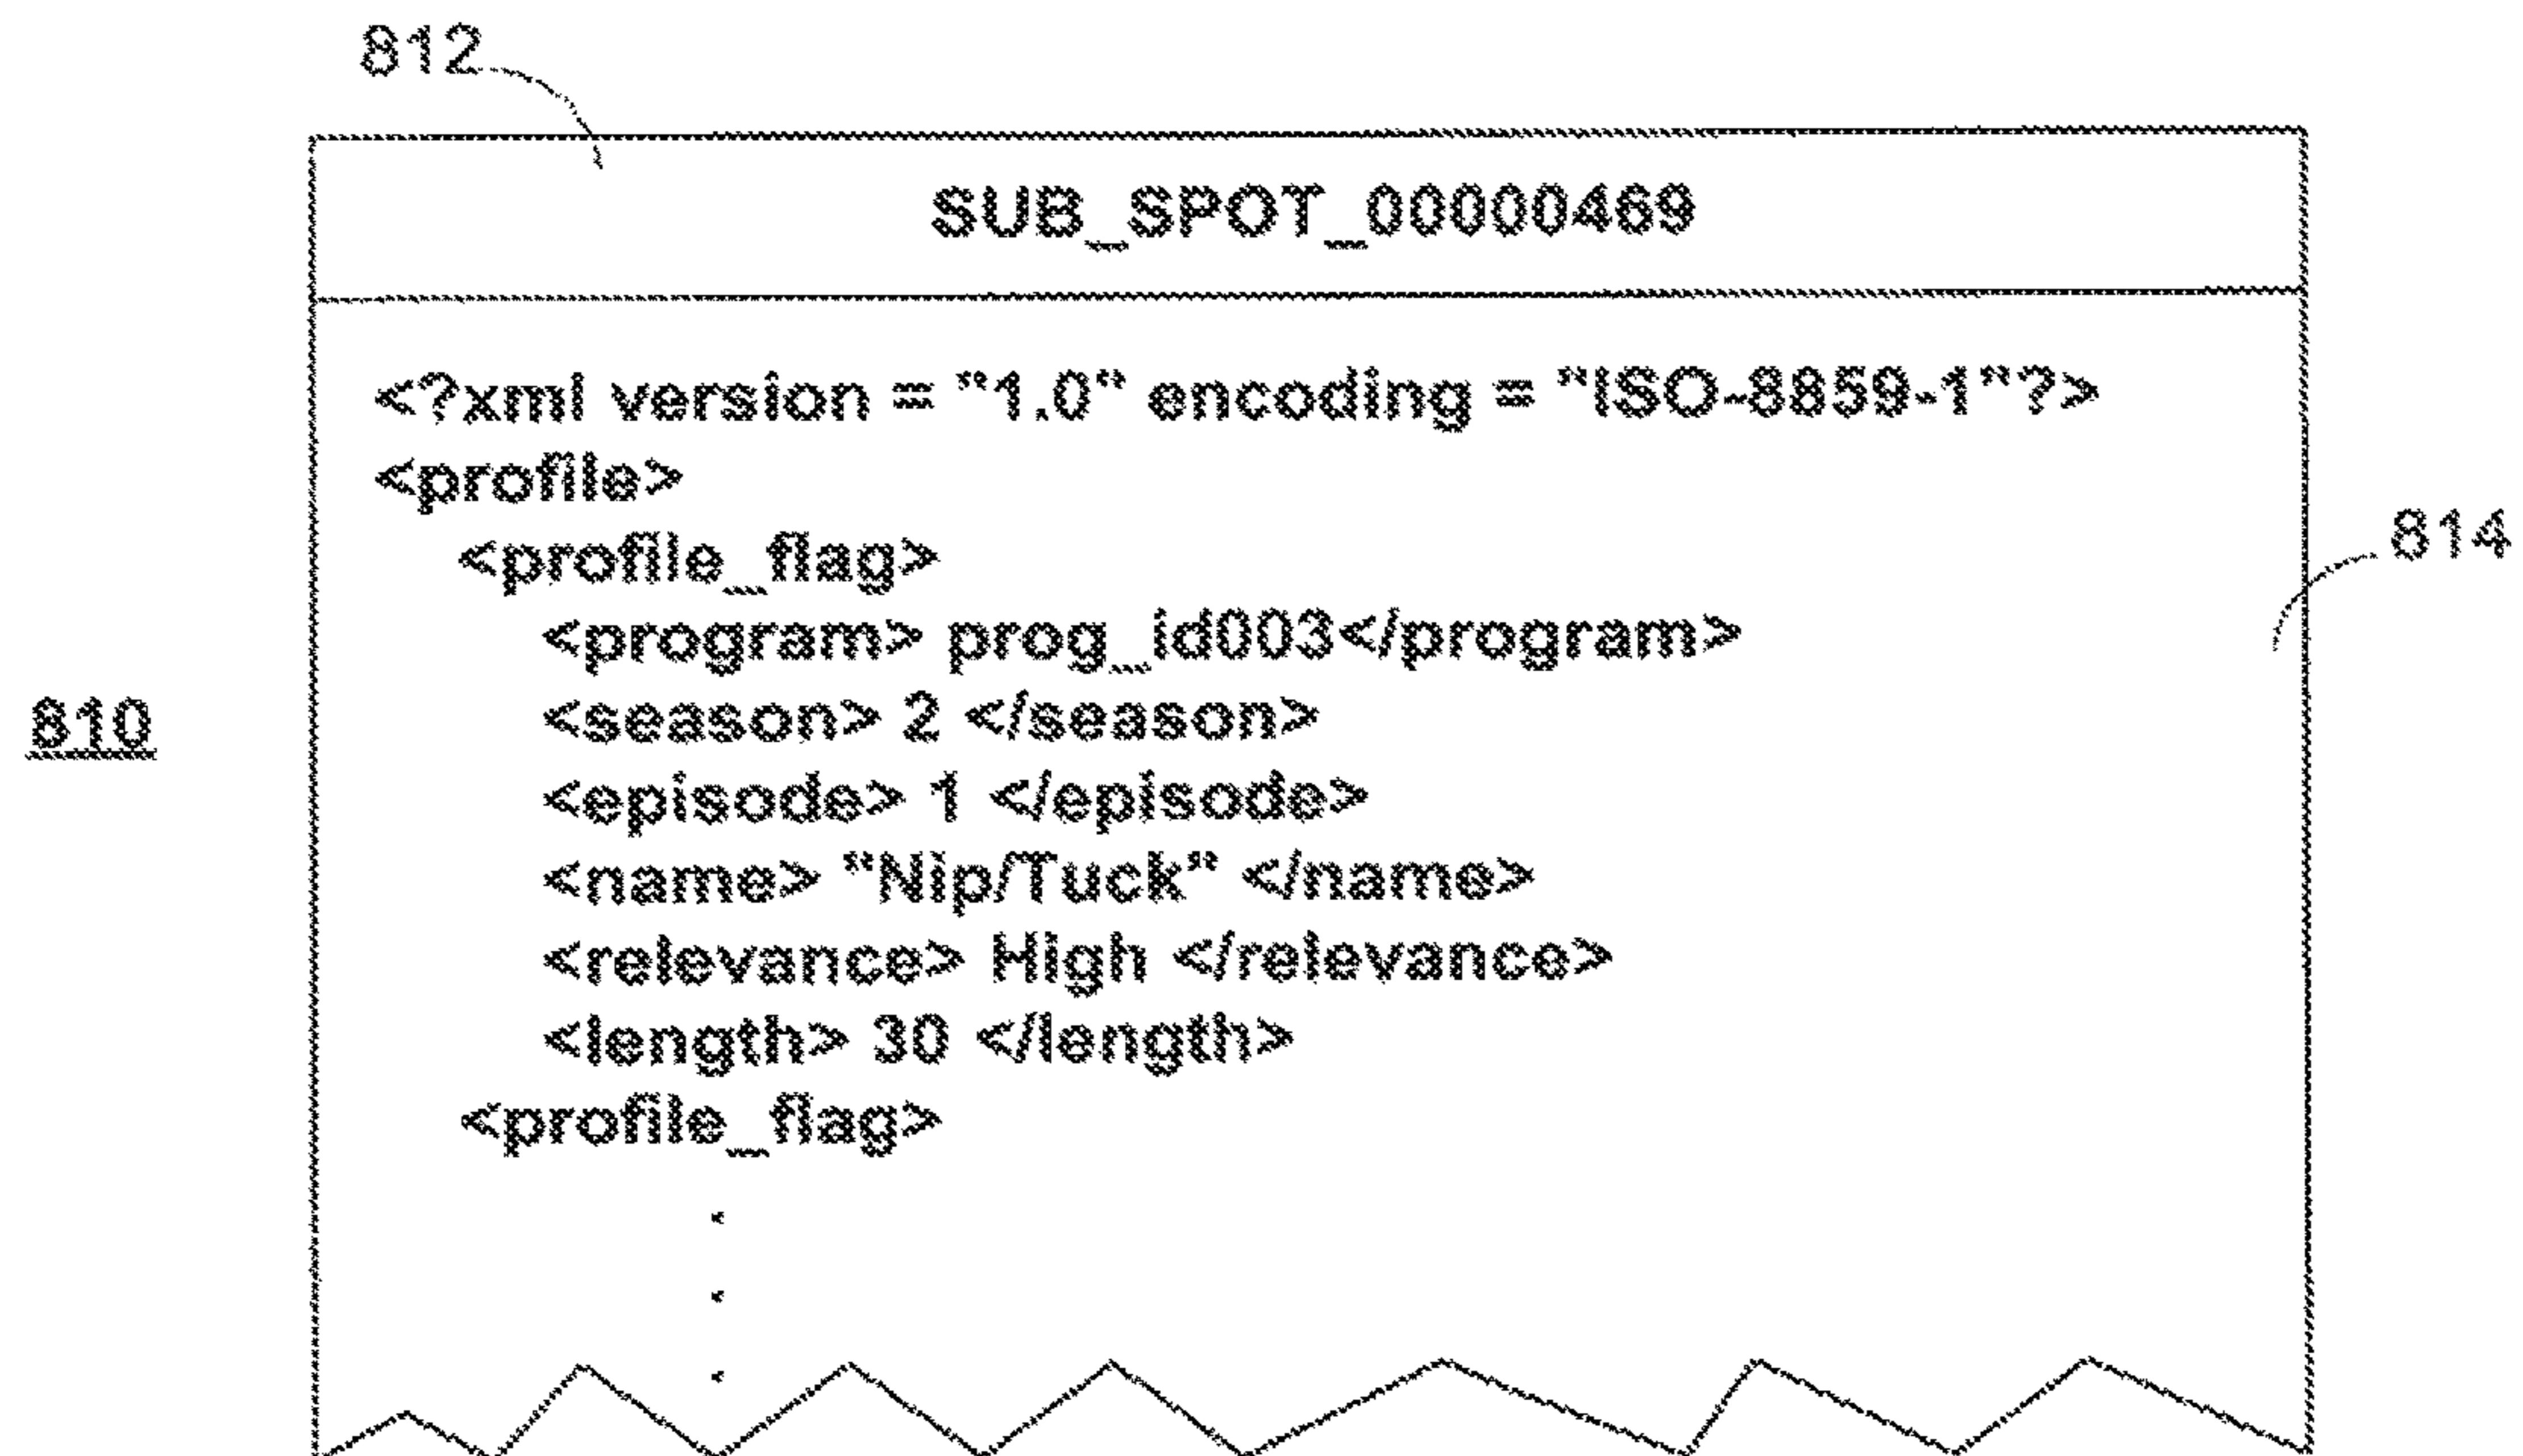 812
SUB_SPOT_00000469
<?xml version = "1.0" encoding = "ISO-8859-1"?>
<profile>
<profile_flag>
814
<program> prog_id003</program>
810
<season> 2 </season>
<episode> 1 </episode>
<name> "Nip/Tuck" </name>
<relevance> High </relevance>
<length> 30 </length>
<profile_flag>
.
.
.